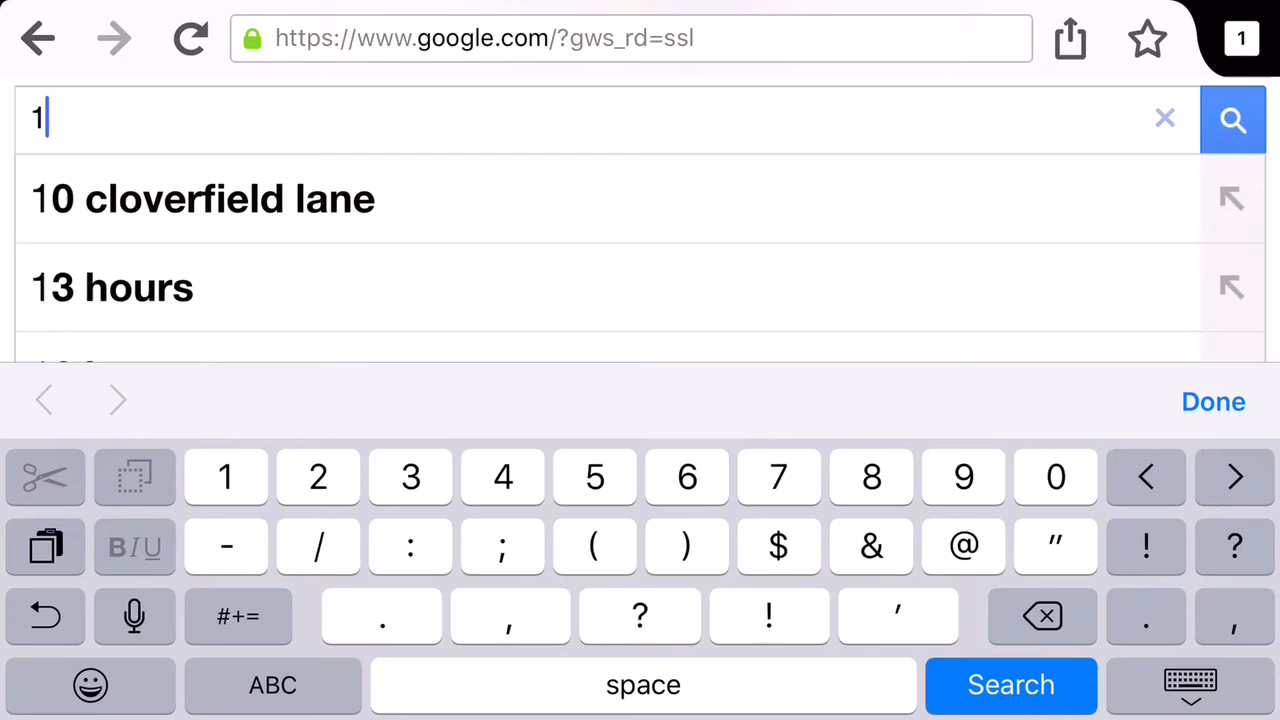 https://www.google.com/?gws_rd=ssl
1
1
10 cloverfield lane
13 hours
Done
1 2 3 4 5 6 7 8 9 0 < >
BIU - / : ; ( ) $ & @ " ! ?
#+= . , ? ! ' . ,
ABC space Search